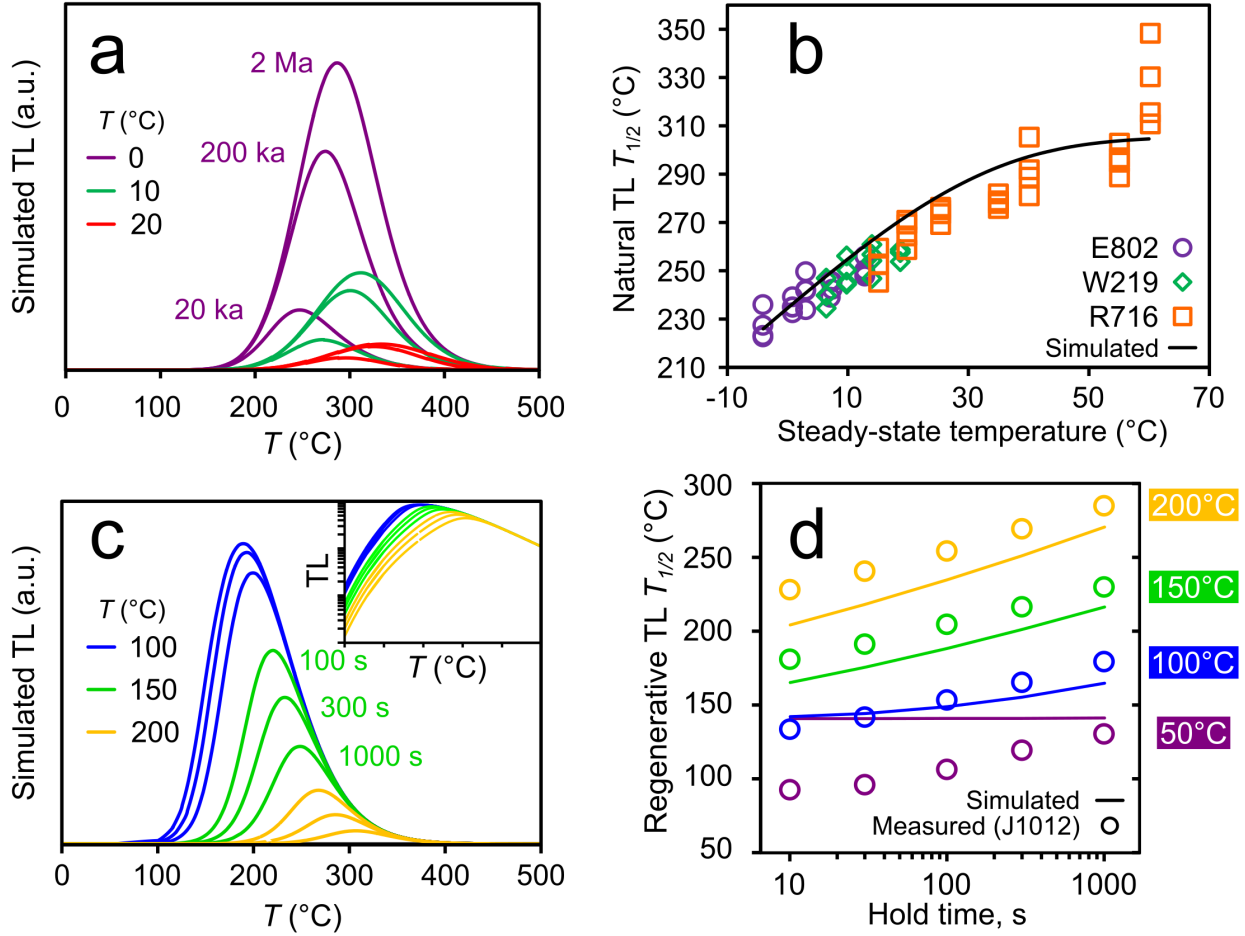 a
Simulated TL (a.u.)
2 Ma
T (°C)
0
10
20
200 ka
20 ka
0 100 200 300 400 500
T (°C)
b
Natural TL T1/2 (°C)
350
330
310
290
270
250
230
210
E802
W219
R716
Simulated
-10 10 30 50 70
Steady-state temperature (°C)
c
Simulated TL (a.u.)
TL
T (°C)
T (°C)
100
150
200
100 s
300 s
1000 s
0 100 200 300 400 500
T (°C)
d
Regenerative TL T1/2 (°C)
300
250
200
150
100
50
200°C
150°C
100°C
50°C
Simulated
Measured (J1012)
10 100 1000
Hold time, s